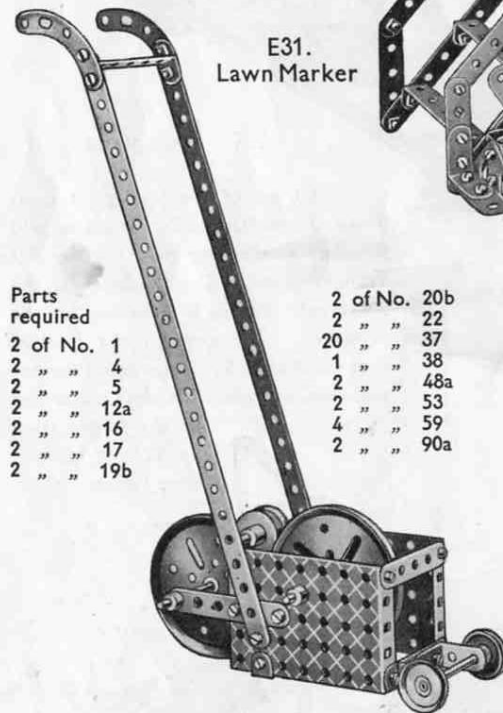 E31.
Lawn Marker
Parts
required
2 of No. 1
2 „ „ 4
2 „ „ 5
2 „ „ 12a
2 „ „ 16
2 „ „ 17
2 „ „ 19b
2 of No. 20b
2 „ „ 22
20 „ „ 37
1 „ „ 38
2 „ „ 48a
2 „ „ 53
4 „ „ 59
2 „ „ 90a